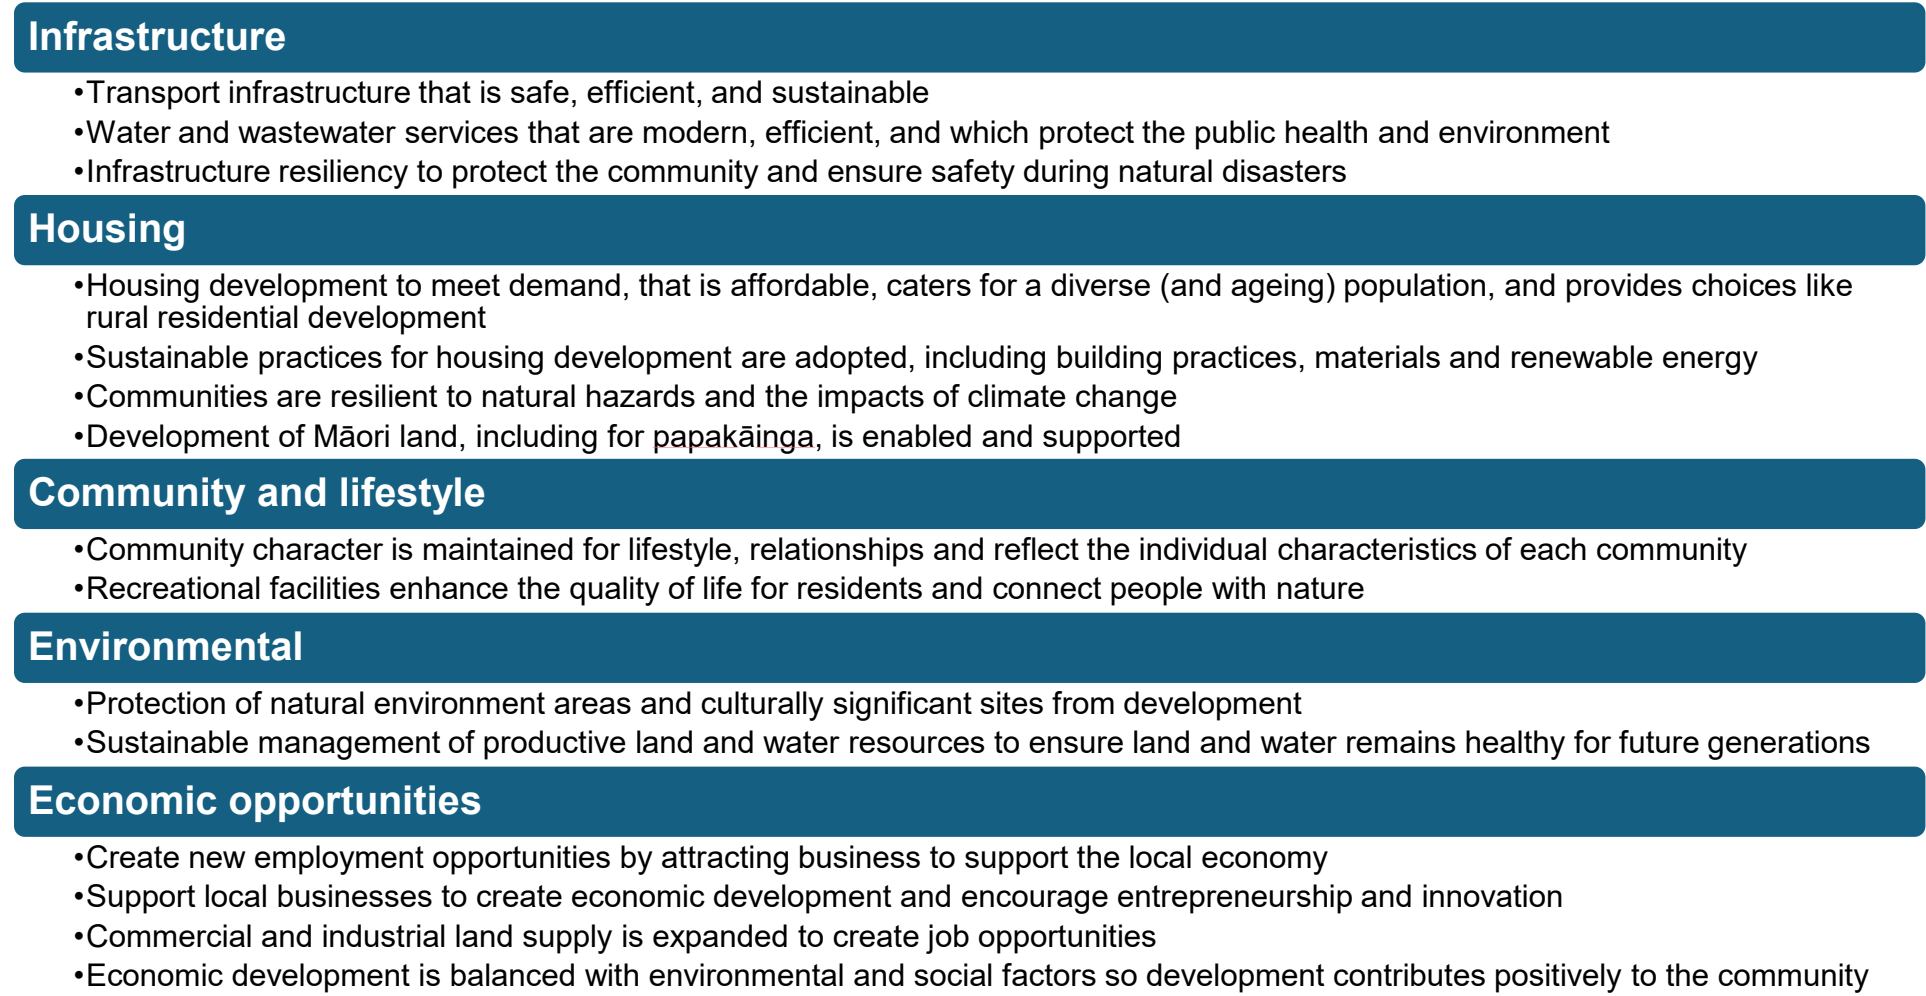 Infrastructure
•Transport infrastructure that is safe, efficient, and sustainable
•Water and wastewater services that are modern, efficient, and which protect the public health and environment
•Infrastructure resiliency to protect the community and ensure safety during natural disasters
Housing
•Housing development to meet demand, that is affordable, caters for a diverse (and ageing) population, and provides choices like
rural residential development
•Sustainable practices for housing development are adopted, including building practices, materials and renewable energy
•Communities are resilient to natural hazards and the impacts of climate change
•Development of Māori land, including for papakāinga, is enabled and supported
Community and lifestyle
•Community character is maintained for lifestyle, relationships and reflect the individual characteristics of each community
•Recreational facilities enhance the quality of life for residents and connect people with nature
Environmental
•Protection of natural environment areas and culturally significant sites from development
•Sustainable management of productive land and water resources to ensure land and water remains healthy for future generations
Economic opportunities
•Create new employment opportunities by attracting business to support the local economy
•Support local businesses to create economic development and encourage entrepreneurship and innovation
•Commercial and industrial land supply is expanded to create job opportunities
•Economic development is balanced with environmental and social factors so development contributes positively to the community